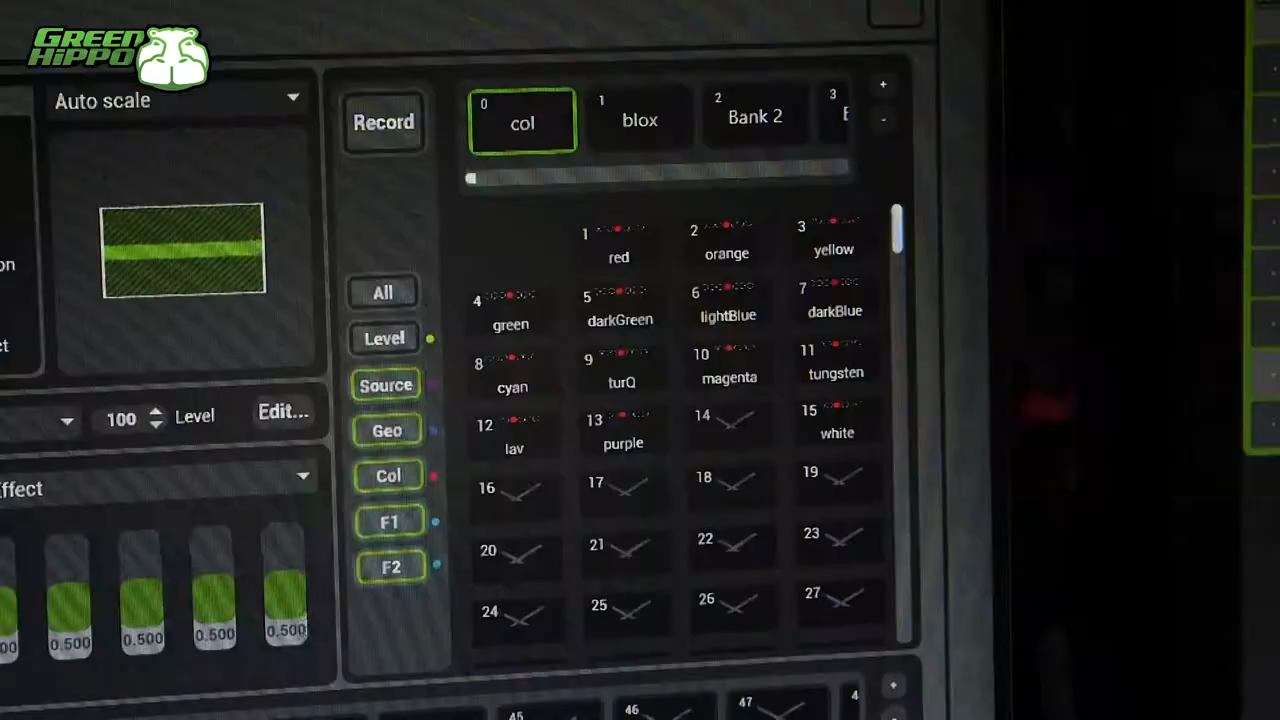 GREEN
HIPPO
Auto scale
Record
0
col
1
blox
2
Bank 2
3
1
red
2
orange
3
yellow
All
4
green
5
darkGreen
6
lightBlue
7
darkBlue
Level
8
cyan
9
turQ
10
magenta
11
tungsten
Source
100
Level
Edit...
Geo
12
lav
13
purple
14
15
white
Col
16
17
18
19
F1
20
21
22
23
F2
24
25
26
27
0.500
0.500
0.500
0.500
45
46
47
4